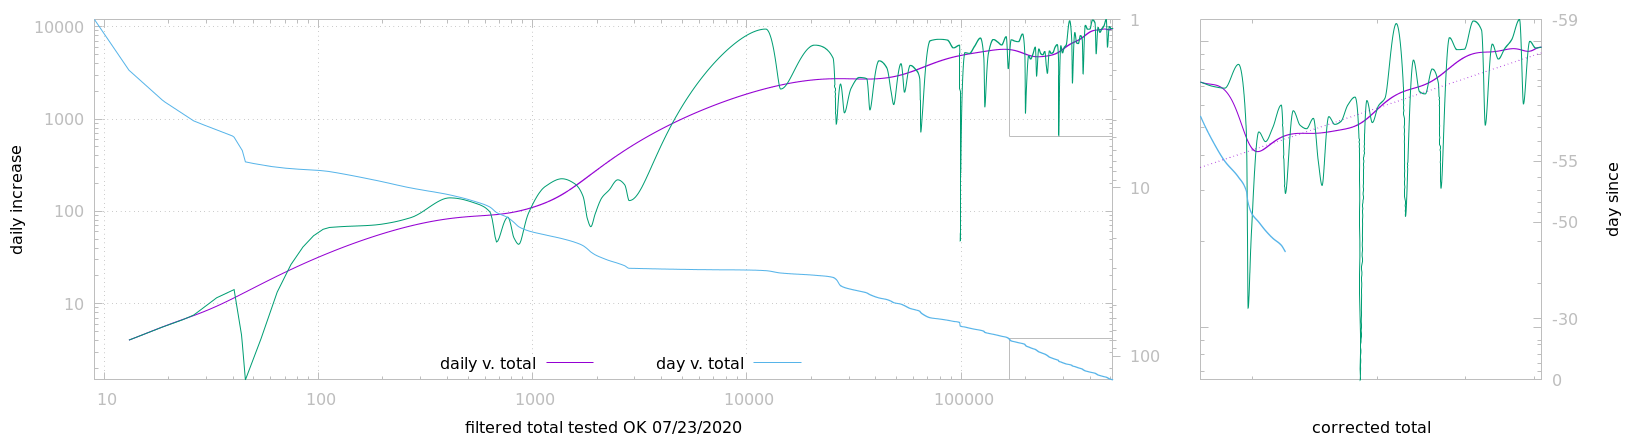 10000
1000
100
10
daily increase
10
100
1000
10000
100000
1
10
100
daily v. total
day v. total
filtered total tested OK 07/23/2020
-59
-55
-50
-30
0
day since
corrected total